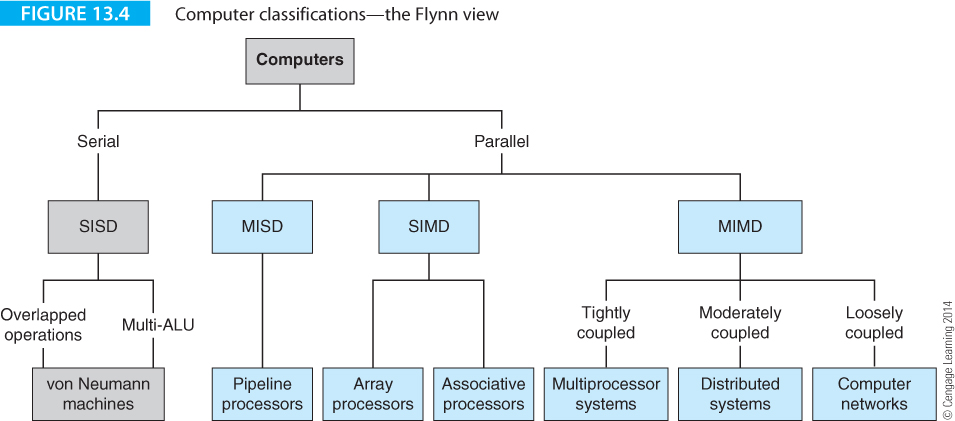 FIGURE 13.4
Computer classifications—the Flynn view
Computers
Serial
Parallel
SISD
MISD
SIMD
MIMD
Overlapped
operations
Multi-ALU
Tightly
coupled
Moderately
coupled
Loosely
coupled
von Neumann
machines
Pipeline
processors
Array
processors
Associative
processors
Multiprocessor
systems
Distributed
systems
Computer
networks
© Cengage Learning 2014